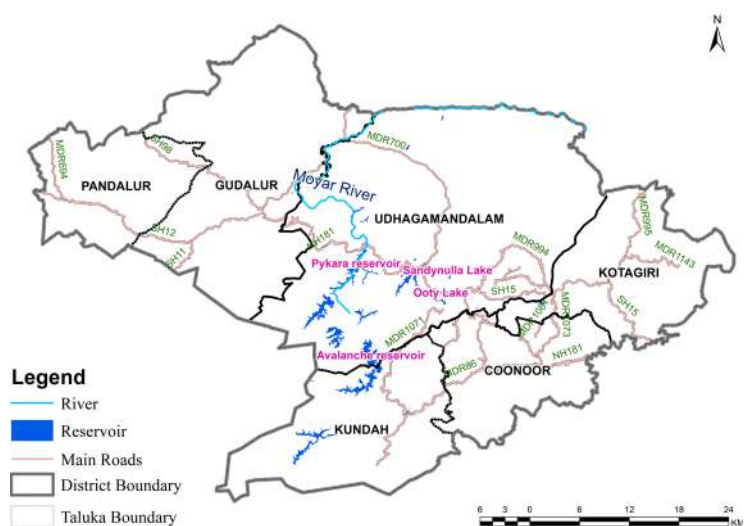 N
MDR700
SH98
MDR694
PANDALUR
GUDALUR
Moyar River
UDHAGAMANDALAM
MDR995
SH12
SH11
NH181
MDR994
MDR1143
KOTAGIRI
Pykara reservoir
Sandynulla Lake
Ooty Lake
SH15
SH15
MDR1071
Avalanche reservoir
MDR86
COONOOR
NH181
KUNDAH
Legend
River
Reservoir
Main Roads
District Boundary
Taluka Boundary
6 3 0 6 12 18 24